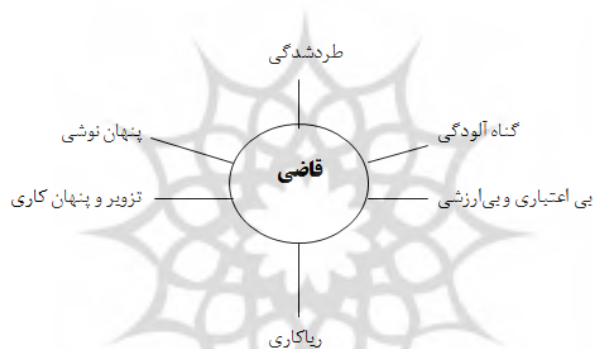 طردشدگی
گناه آلودگی
پنهان نوشی
قاضی
بی اعتباری و بی‌ارزشی
تزویر و پنهان کاری
ریاکاری